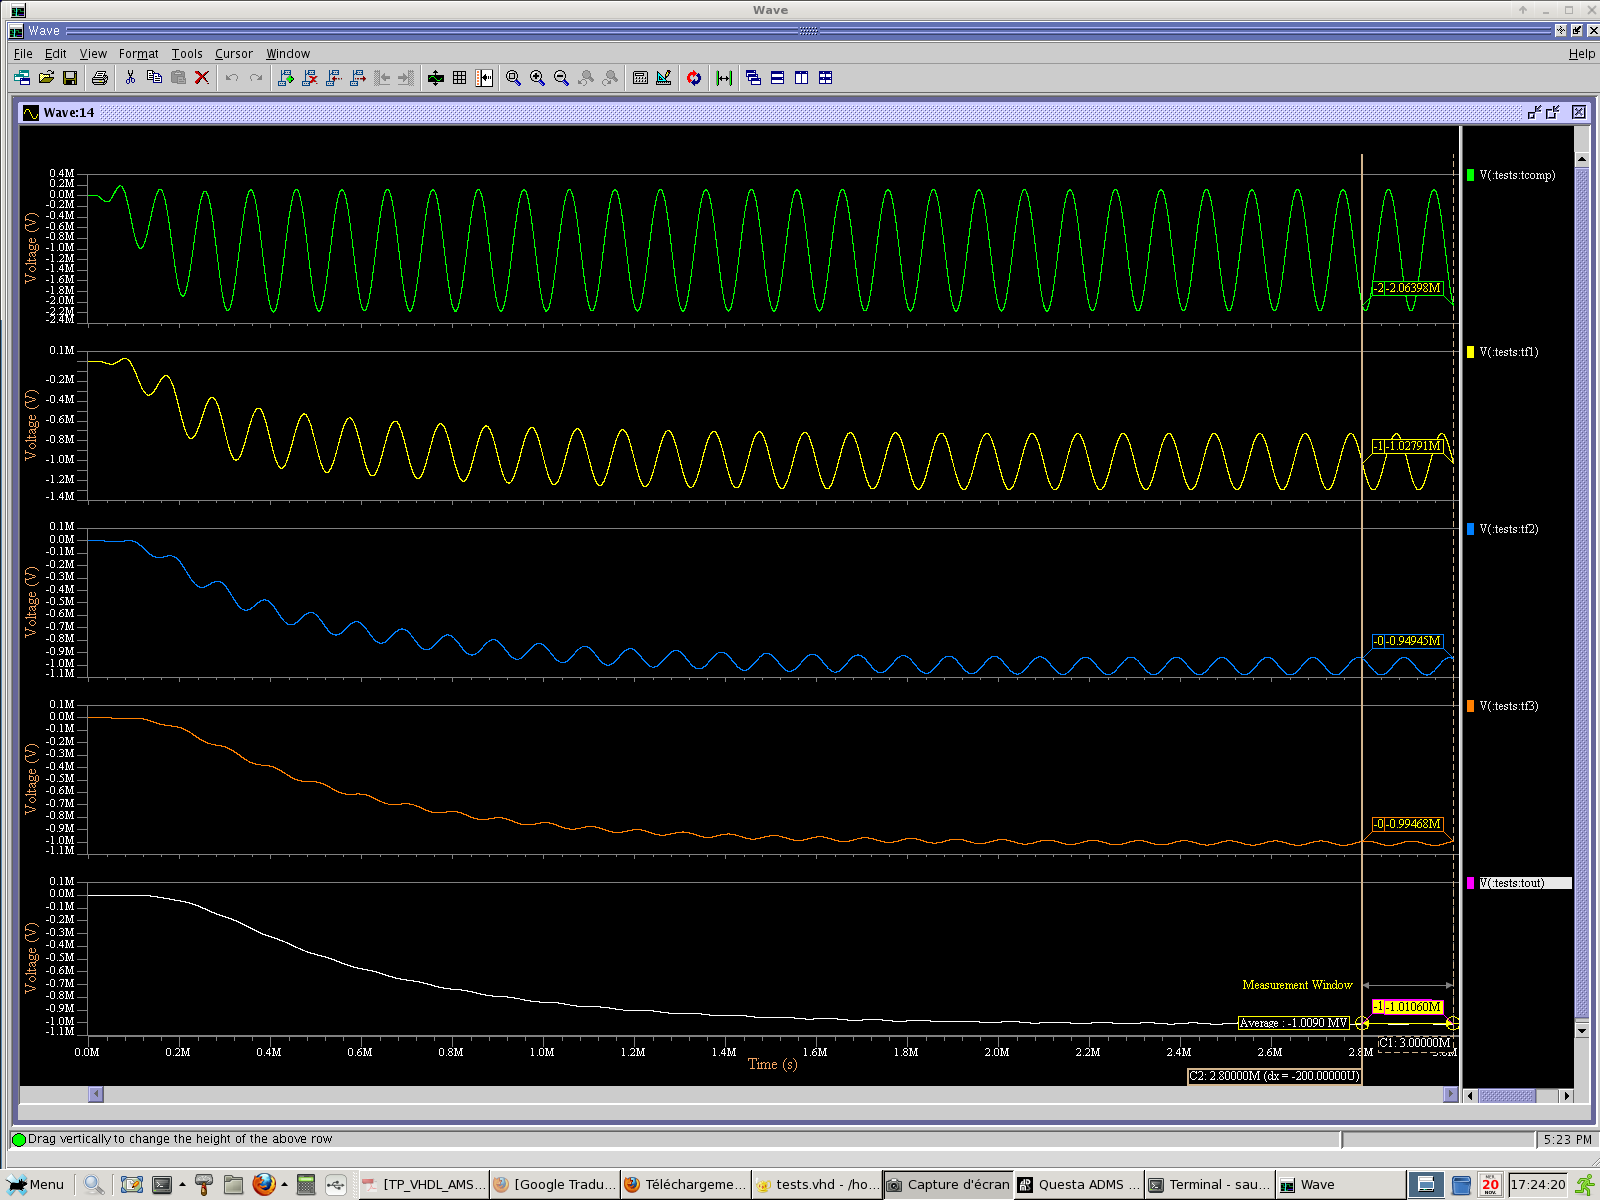 Wave
Wave
File Edit View Format Tools Cursor Window Help
Wave:14
0.4M
0.2M
0.0M
-0.2M
-0.4M
-0.6M
-0.8M
-1.0M
-1.2M
-1.4M
-1.6M
-1.8M
-2.0M
-2.2M
-2.4M
Voltage (V)
-2.06398M
V(:tests:tcomp)
0.1M
-0.2M
-0.4M
-0.6M
-0.8M
-1.0M
-1.2M
-1.4M
Voltage (V)
-1.02791M
V(:tests:tf1)
0.1M
0.0M
-0.1M
-0.2M
-0.3M
-0.4M
-0.5M
-0.6M
-0.7M
-0.8M
-0.9M
-1.0M
-1.1M
Voltage (V)
-0.94945M
V(:tests:tf2)
0.1M
0.0M
-0.1M
-0.2M
-0.3M
-0.4M
-0.5M
-0.6M
-0.7M
-0.8M
-0.9M
-1.0M
-1.1M
Voltage (V)
-0.99468M
V(:tests:tf3)
0.1M
0.0M
-0.1M
-0.2M
-0.3M
-0.4M
-0.5M
-0.6M
-0.7M
-0.8M
-0.9M
-1.0M
-1.1M
Voltage (V)
V(:tests:tout)
Measurement Window
-1.01060M
Average : -1.0090 MV
C1: 3.00000M
0.0M 0.2M 0.4M 0.6M 0.8M 1.0M 1.2M 1.4M 1.6M 1.8M 2.0M 2.2M 2.4M 2.6M 2.8M
Time (s)
C2: 2.80000M (dx = -200.00000U)
Drag vertically to change the height of the above row
5:23 PM
Menu [TP_VHDL_AMS... [Google Tradu... Téléchargeme... tests.vhd - /ho... Capture d'écran Questa ADMS ... Terminal - sau... Wave 20 17:24:20